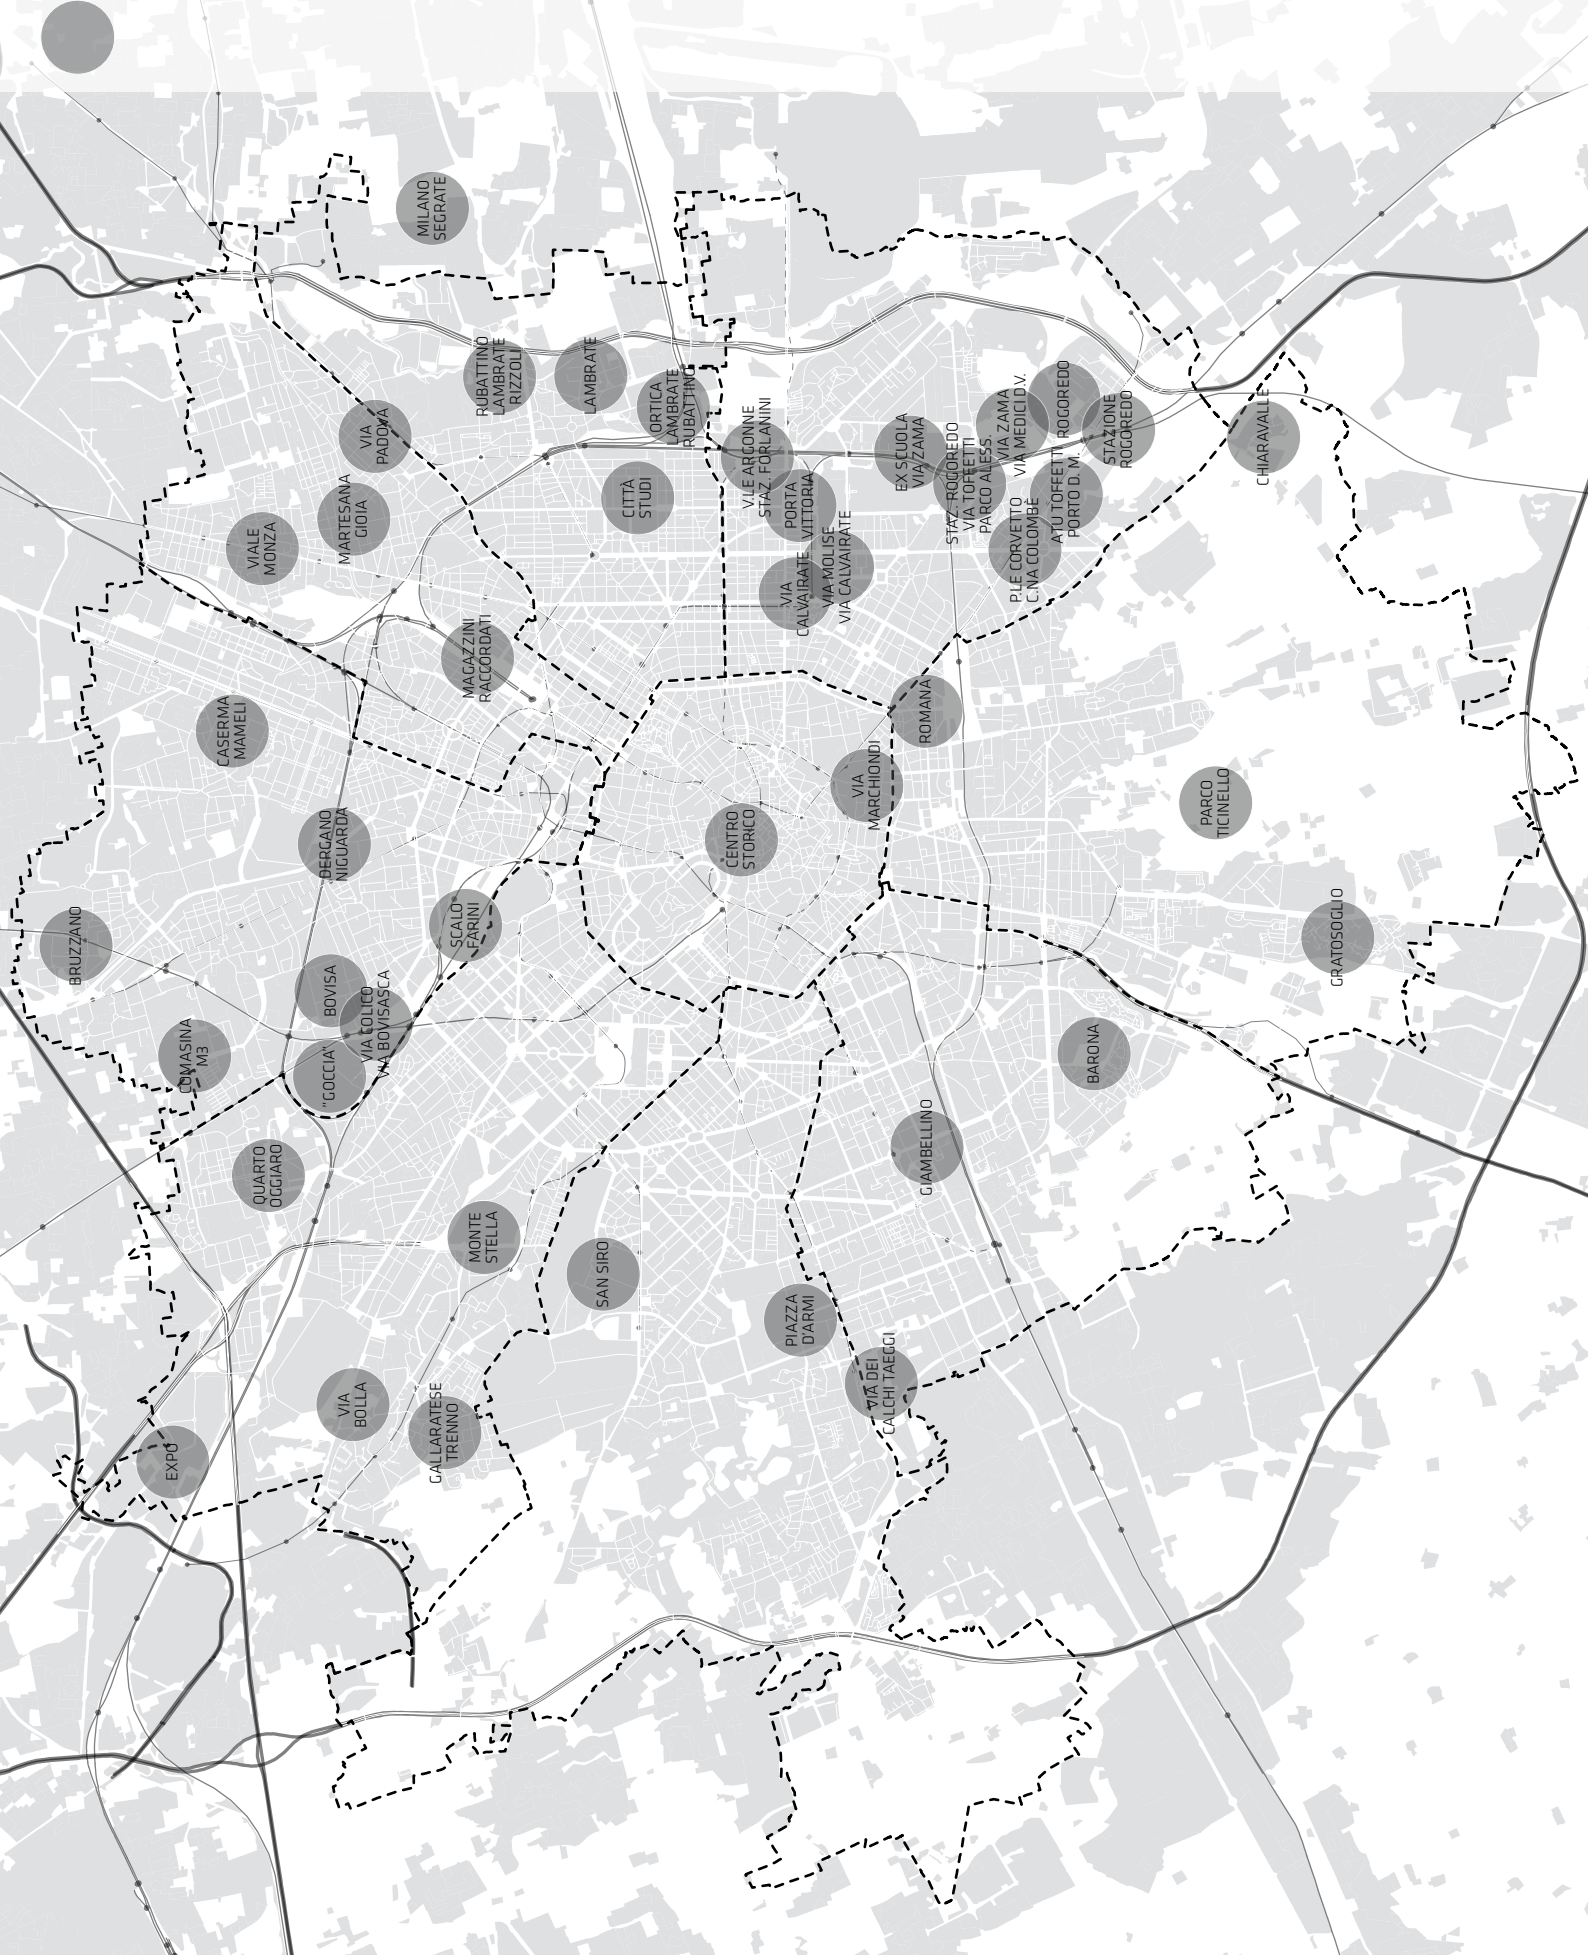 MILANO
SEGRATE
RUBATTINO
LAMBRATE
RIZZOLI
LAMBRATE
ORTICA
LAMBRATE
RUBATTINO
VIA
PADOVA
V.LE ARGONNE
STAZ. FORLANINI
EX SCUOLA
VIA ZAMA
VIA ZAMA
VIA MEDICI D.V.
ROGOREDO
STAZIONE
ROGOREDO
CHIARAVALLE
STAZ. ROGOREDO
VIA TOFFETTI
PARCO ALESS.
ATU TOFFETTI
PORTO D. M.
CITTÀ
STUDI
PORTA
VITTORIA
MARTESANA
GIOIA
VIALE
MONZA
P.LE CORVETTO
C.NA COLOMBÈ
VIA MOLISE
VIA CALVAIRATE
VIA
CALVAIRATE
MAGAZZINI
RACCORDATI
CASERMA
MAMELI
ROMANA
VIA
MARCHIONDI
PARCO
TICINELLO
CENTRO
STORICO
DERGANO
NIGUARDA
SCALO
FARINI
BRUZZANO
GRATOSOGLIO
BOVISA
VIA COLICO
VIA BOVISASCA
COMASINA
M3
"GOCCIA"
BARONA
QUARTO
OGGIARO
GIAMBELLINO
MONTE
STELLA
SAN SIRO
PIAZZA
D'ARMI
VIA DEI
CALCHI TAEGGI
VIA
BOLLA
GALLARATESE
TRENNO
EXPO